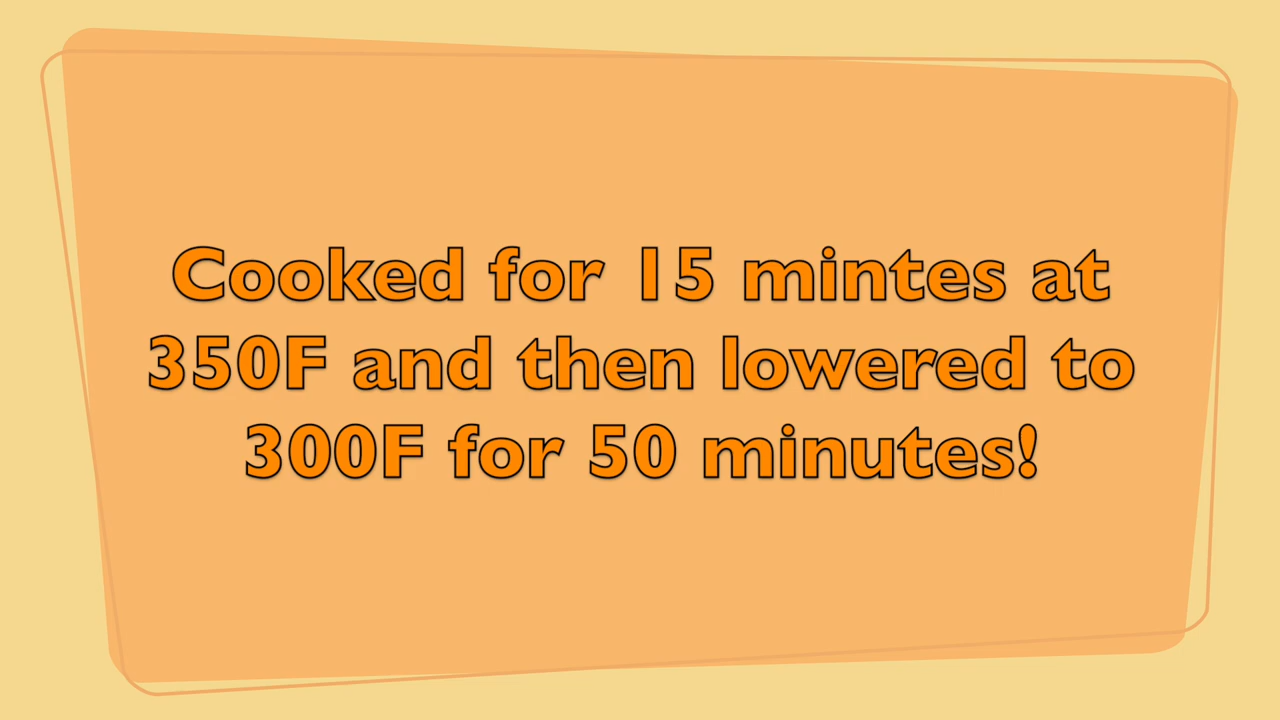 Cooked for 15 mintes at
350F and then lowered to
300F for 50 minutes!